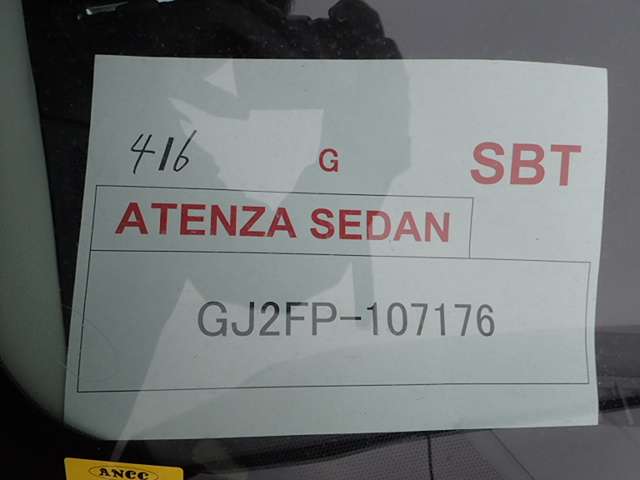 416 G SBT
ATENZA SEDAN
GJ2FP-107176
ANCC